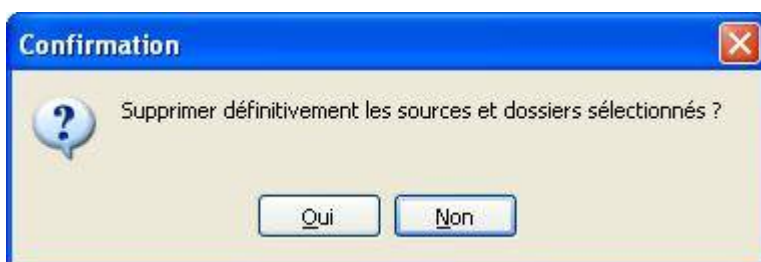 Confirmation
Supprimer définitivement les sources et dossiers sélectionnés ?
Oui
Non